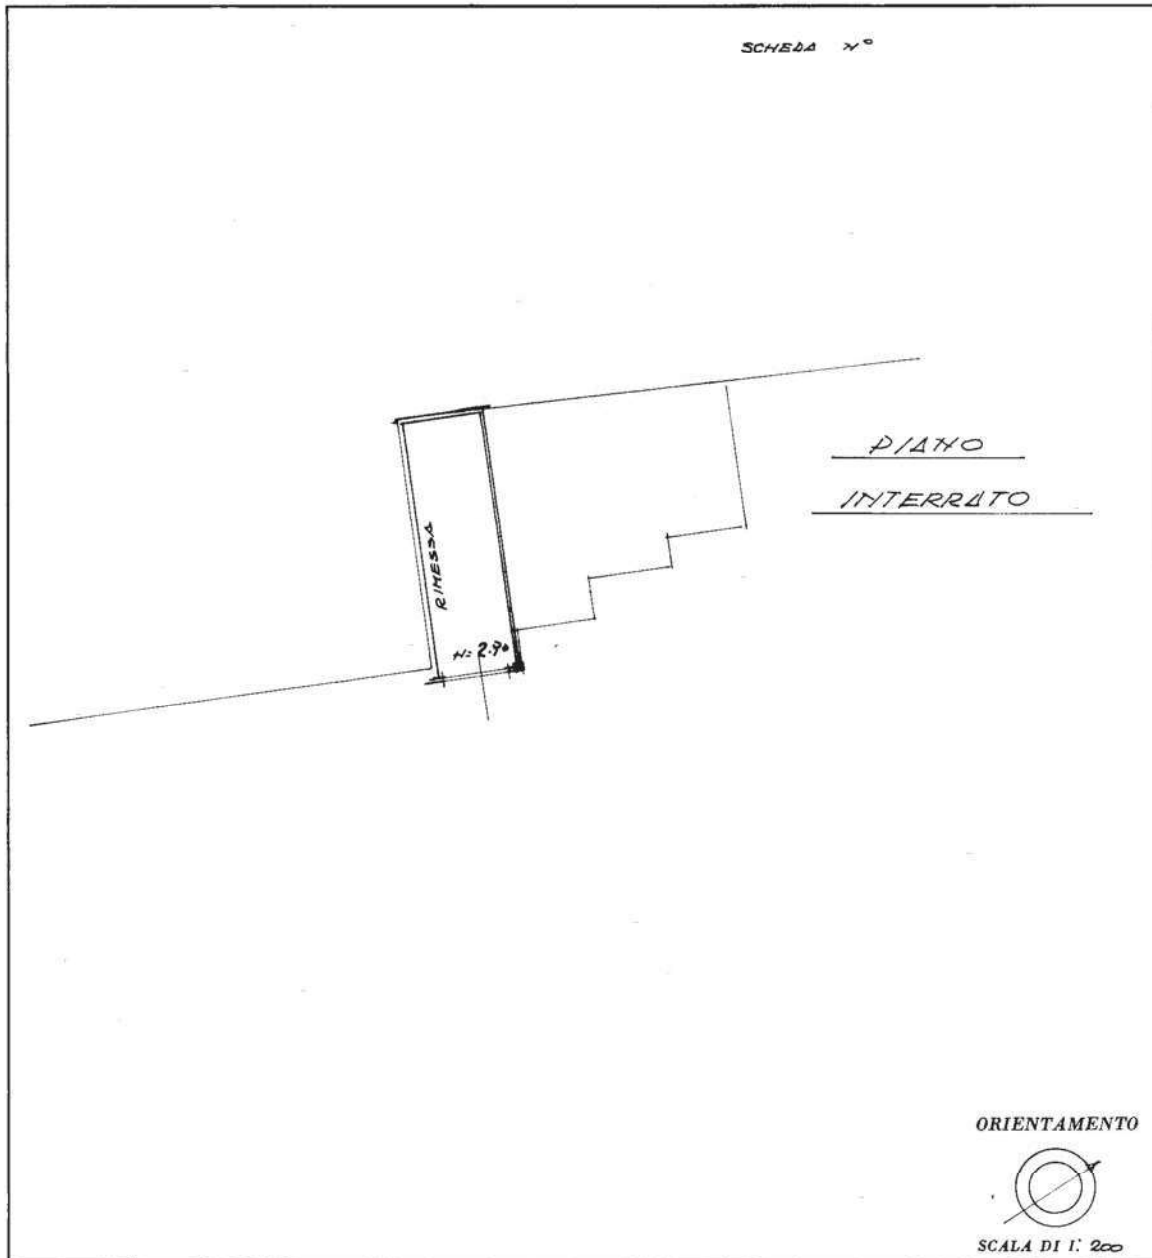 SCHEDA N°
PIANO
INTERRATO
RIMESSA
H: 2.90
ORIENTAMENTO
SCALA DI 1: 200